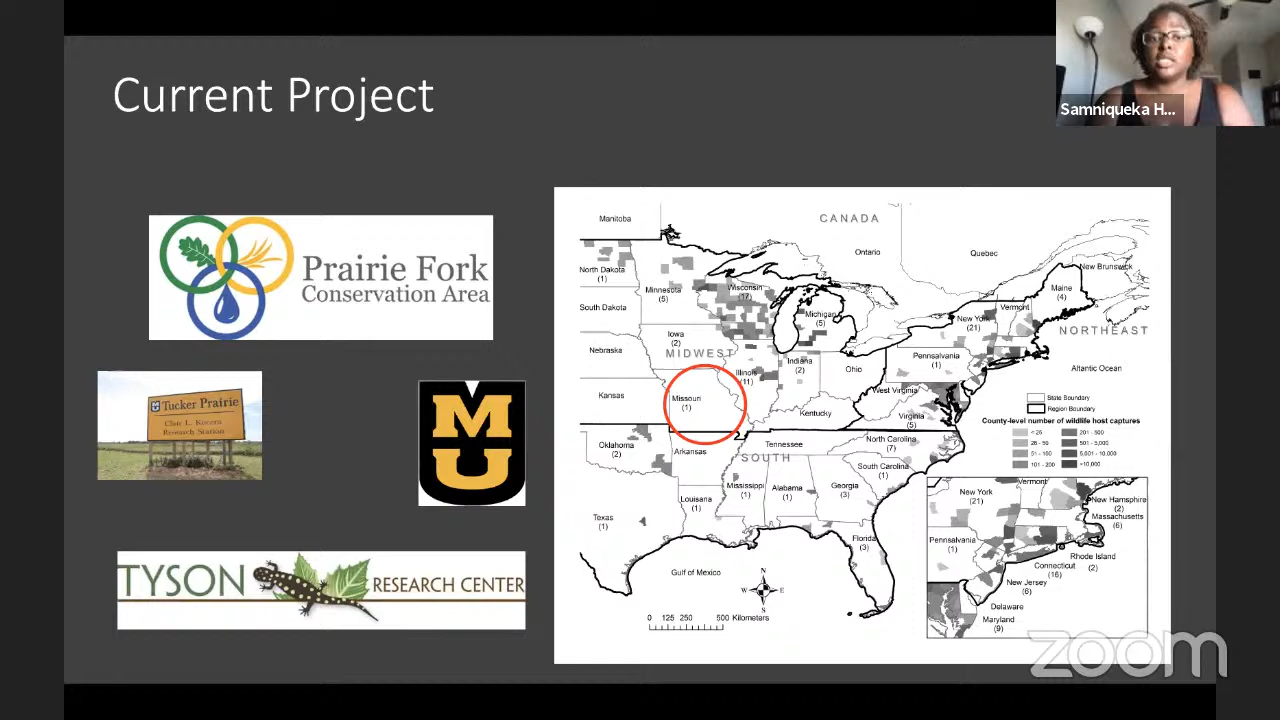 Current Project
Samniqueka H...
Prairie Fork
Conservation Area
Tucker Prairie
Clair L. Kucera
Research Station
MU
TYSON RESEARCH CENTER
CANADA
Manitoba
Ontario
Quebec
New Brunswick
North Dakota
(1)
Minnesota
(5)
Wisconsin
(17)
Michigan
(5)
Maine
(4)
Vermont
New York
(21)
NORTHEAST
South Dakota
Iowa
(2)
MIDWEST
Nebraska
Illinois
(11)
Indiana
(2)
Ohio
Pennsylvania
(1)
Atlantic Ocean
Kansas
Missouri
(1)
Kentucky
West Virginia
Virginia
(5)
State Boundary
Region Boundary
County-level number of wildlife host captures
< 25
26 - 50
51 - 100
101 - 200
201 - 500
501 - 5,000
5,001 - 10,000
>10,000
Oklahoma
(2)
Arkansas
Tennessee
North Carolina
(7)
SOUTH
South Carolina
(1)
Mississippi
(1)
Alabama
(1)
Georgia
(3)
Louisana
(1)
Texas
(1)
Florida
(3)
Gulf of Mexico
N
W E
S
0 125 250 500 Kilometers
Vermont
New York
(21)
New Hampshire
(2)
Massachusetts
(6)
Pennsylvania
(1)
Rhode Island
(2)
Connecticut
(16)
New Jersey
(6)
Delaware
Maryland
(9)
zoom